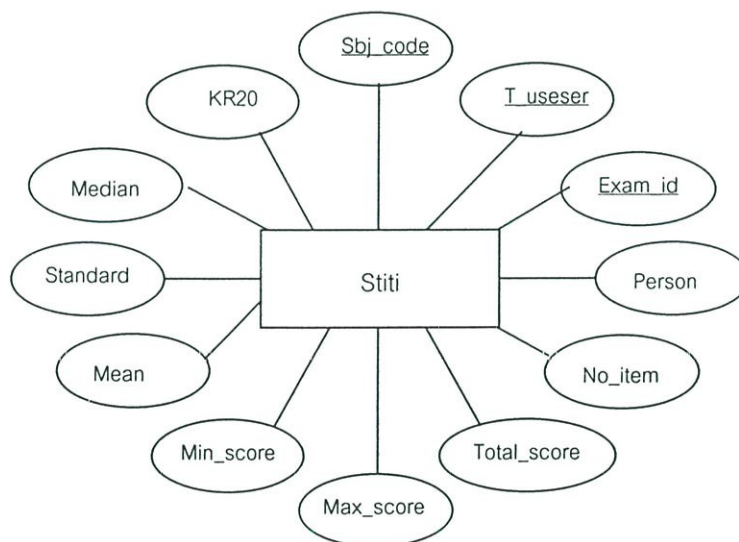 Sbj_code
KR20
T_useser
Median
Exam_id
Standard
Stiti
Person
Mean
No_item
Min_score
Total_score
Max_score